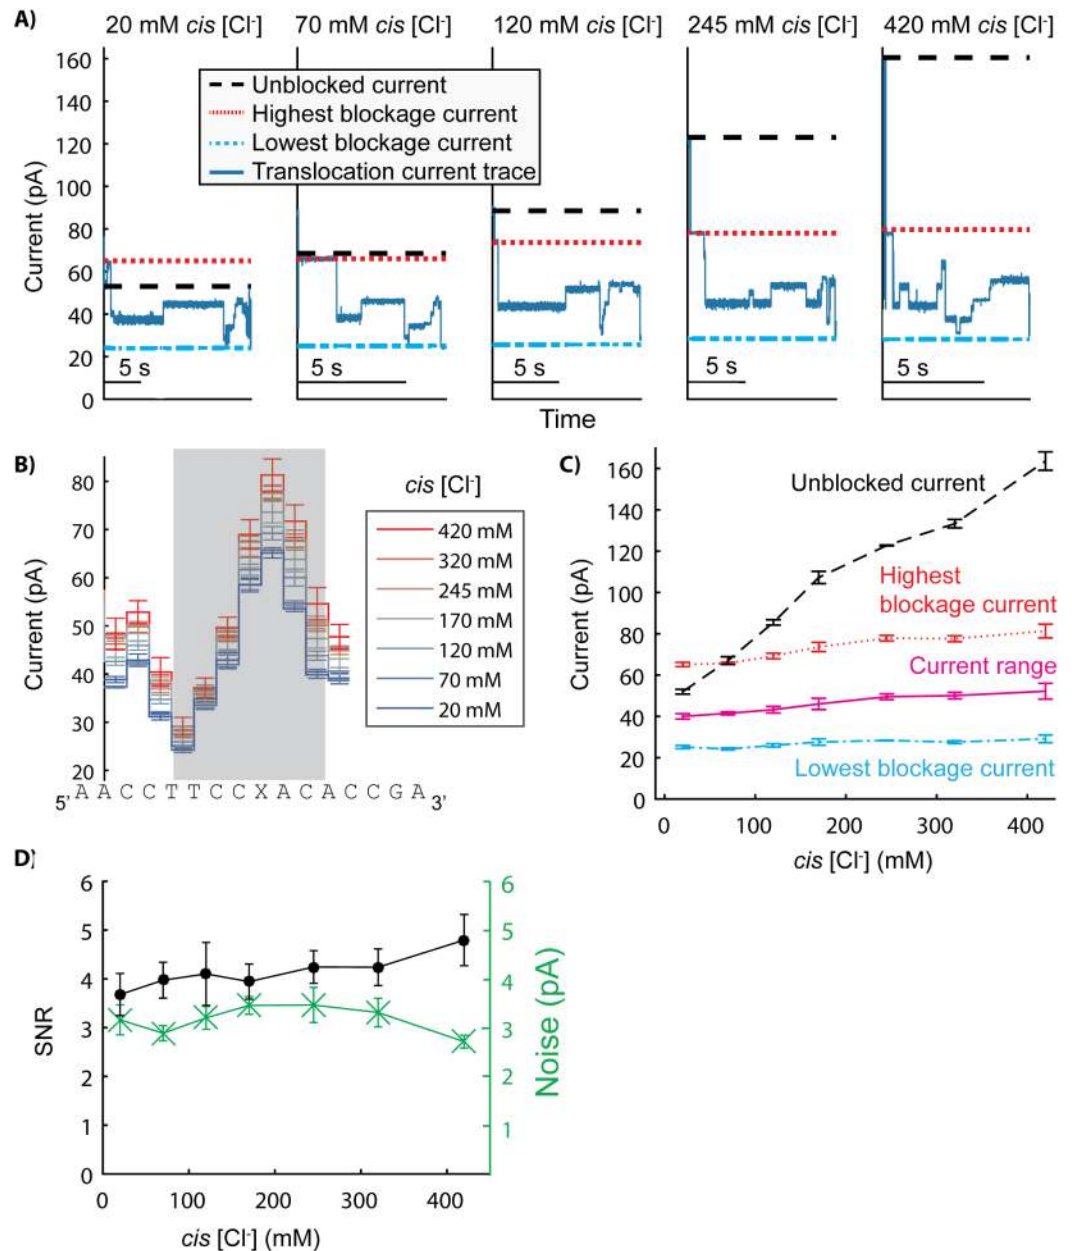 A)
20 mM cis [Cl-] 70 mM cis [Cl-] 120 mM cis [Cl-] 245 mM cis [Cl-] 420 mM cis [Cl-]
Current (pA)
160
140
120
100
80
60
40
20
0
Unblocked current
Highest blockage current
Lowest blockage current
Translocation current trace
5 s 5 s 5 s 5 s 5 s
Time
B)
Current (pA)
80
70
60
50
40
30
20
5' A A C C T T C C X A C A C C G A 3'
cis [Cl-]
420 mM
320 mM
245 mM
170 mM
120 mM
70 mM
20 mM
C)
Current (pA)
160
140
120
100
80
60
40
20
0
Unblocked current
Highest
blockage current
Current range
Lowest blockage current
0 100 200 300 400
cis [Cl-] (mM)
D)
SNR
6
5
4
3
2
1
0
Noise (pA)
6
5
4
3
2
1
0 100 200 300 400
cis [Cl-] (mM)